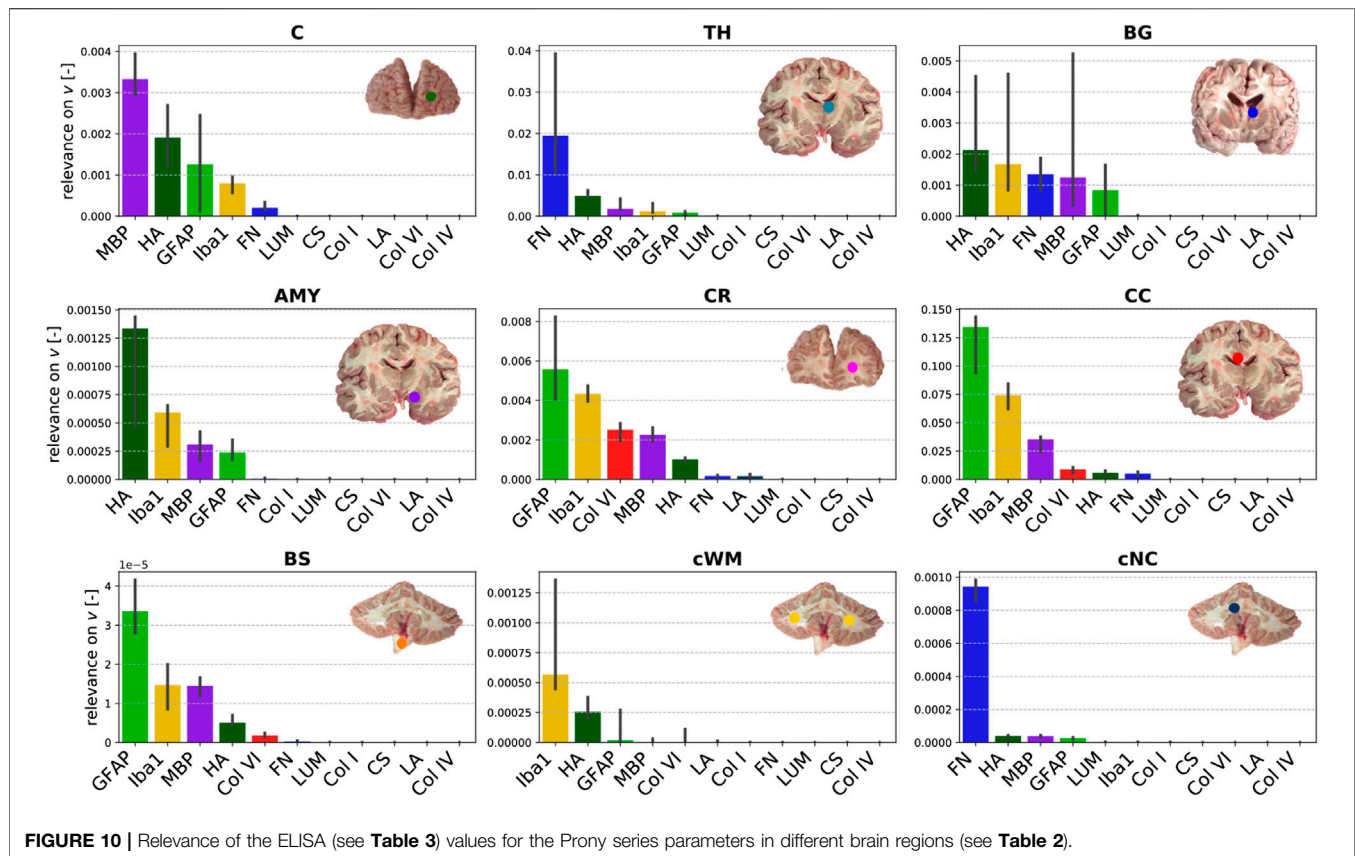 C
relevance on v [-]
0.004
0.003
0.002
0.001
0.000
MBP HA GFAP Iba1 FN LUM CS Col I LA Col VI Col IV
TH
0.04
0.03
0.02
0.01
0.00
FN HA MBP Iba1 GFAP LUM Col I CS Col VI LA Col IV
BG
0.005
0.004
0.003
0.002
0.001
0.000
HA Iba1 FN MBP GFAP LUM CS Col I Col VI LA Col IV
AMY
relevance on v [-]
0.00150
0.00125
0.00100
0.00075
0.00050
0.00025
0.00000
HA Iba1 MBP GFAP FN Col I LUM CS Col VI LA Col IV
CR
0.008
0.006
0.004
0.002
0.000
GFAP Iba1 Col VI MBP HA FN LA LUM Col I CS Col IV
CC
0.150
0.125
0.100
0.075
0.050
0.025
0.000
GFAP Iba1 MBP Col VI HA FN LUM Col I CS LA Col IV
BS
1e-5
relevance on v [-]
4
3
2
1
0
GFAP Iba1 MBP HA Col VI FN LUM Col I CS LA Col IV
cWM
0.00125
0.00100
0.00075
0.00050
0.00025
0.00000
Iba1 HA GFAP MBP Col VI LA Col I FN LUM CS Col IV
cNC
0.0010
0.0008
0.0006
0.0004
0.0002
0.0000
FN HA MBP GFAP LUM Iba1 Col I CS Col VI LA Col IV
FIGURE 10 | Relevance of the ELISA (see Table 3) values for the Prony series parameters in different brain regions (see Table 2).